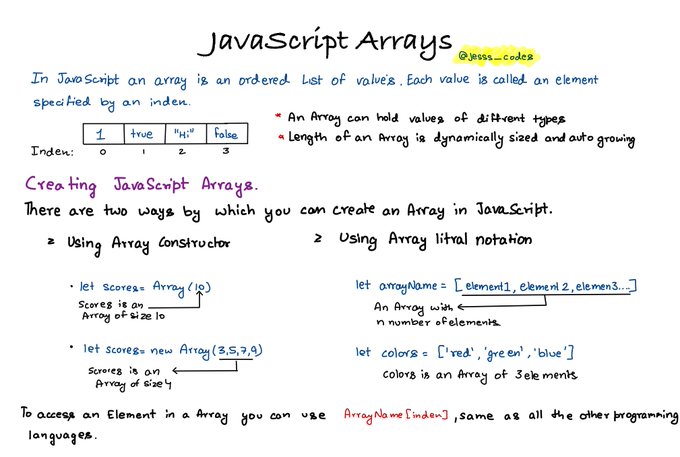 JavaScript Arrays
@jesss_codes
In JavaScript an array is an ordered list of values. Each value is called an element
specified by an inden.
1 true "Hi" false
Inden: 0 1 2 3
* An Array can hold values of different types
* Length of an Array is dynamically sized and auto growing
Creating JavaScript Arrays.
There are two ways by which you can create an Array in JavaScript.
2 Using Array Constructor
2 Using Array litral notation
• let scores = Array(10)
Scores is an
Array of size 10
let arrayName = [element1, element2, elemen3....]
An Array with
n number of elements
• let scores = new Array(3,5,7,9)
Scrores is an
Array of size 4
let colors = ['red', 'green', 'blue']
colors is an Array of 3 elements
To access an Element in a Array you can use ArrayName[inden], same as all the other programming
languages.